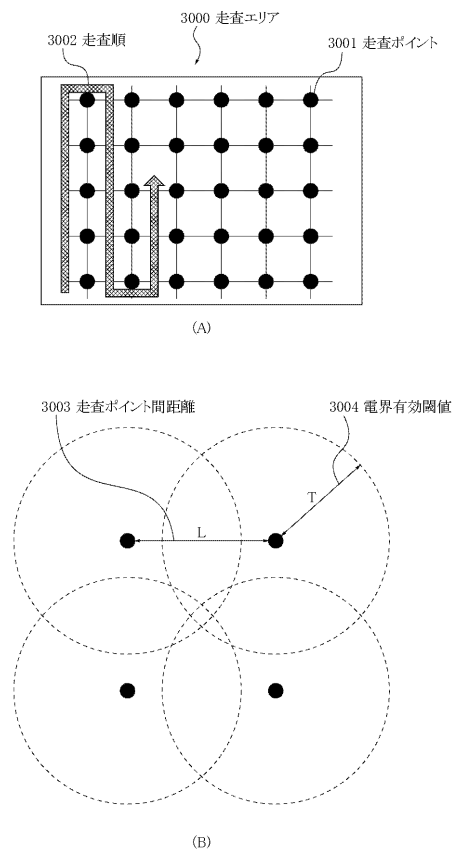 3000 走査エリア
3002 走査順
3001 走査ポイント
(A)
3003 走査ポイント間距離
3004 電界有効閾値
T
L
(B)